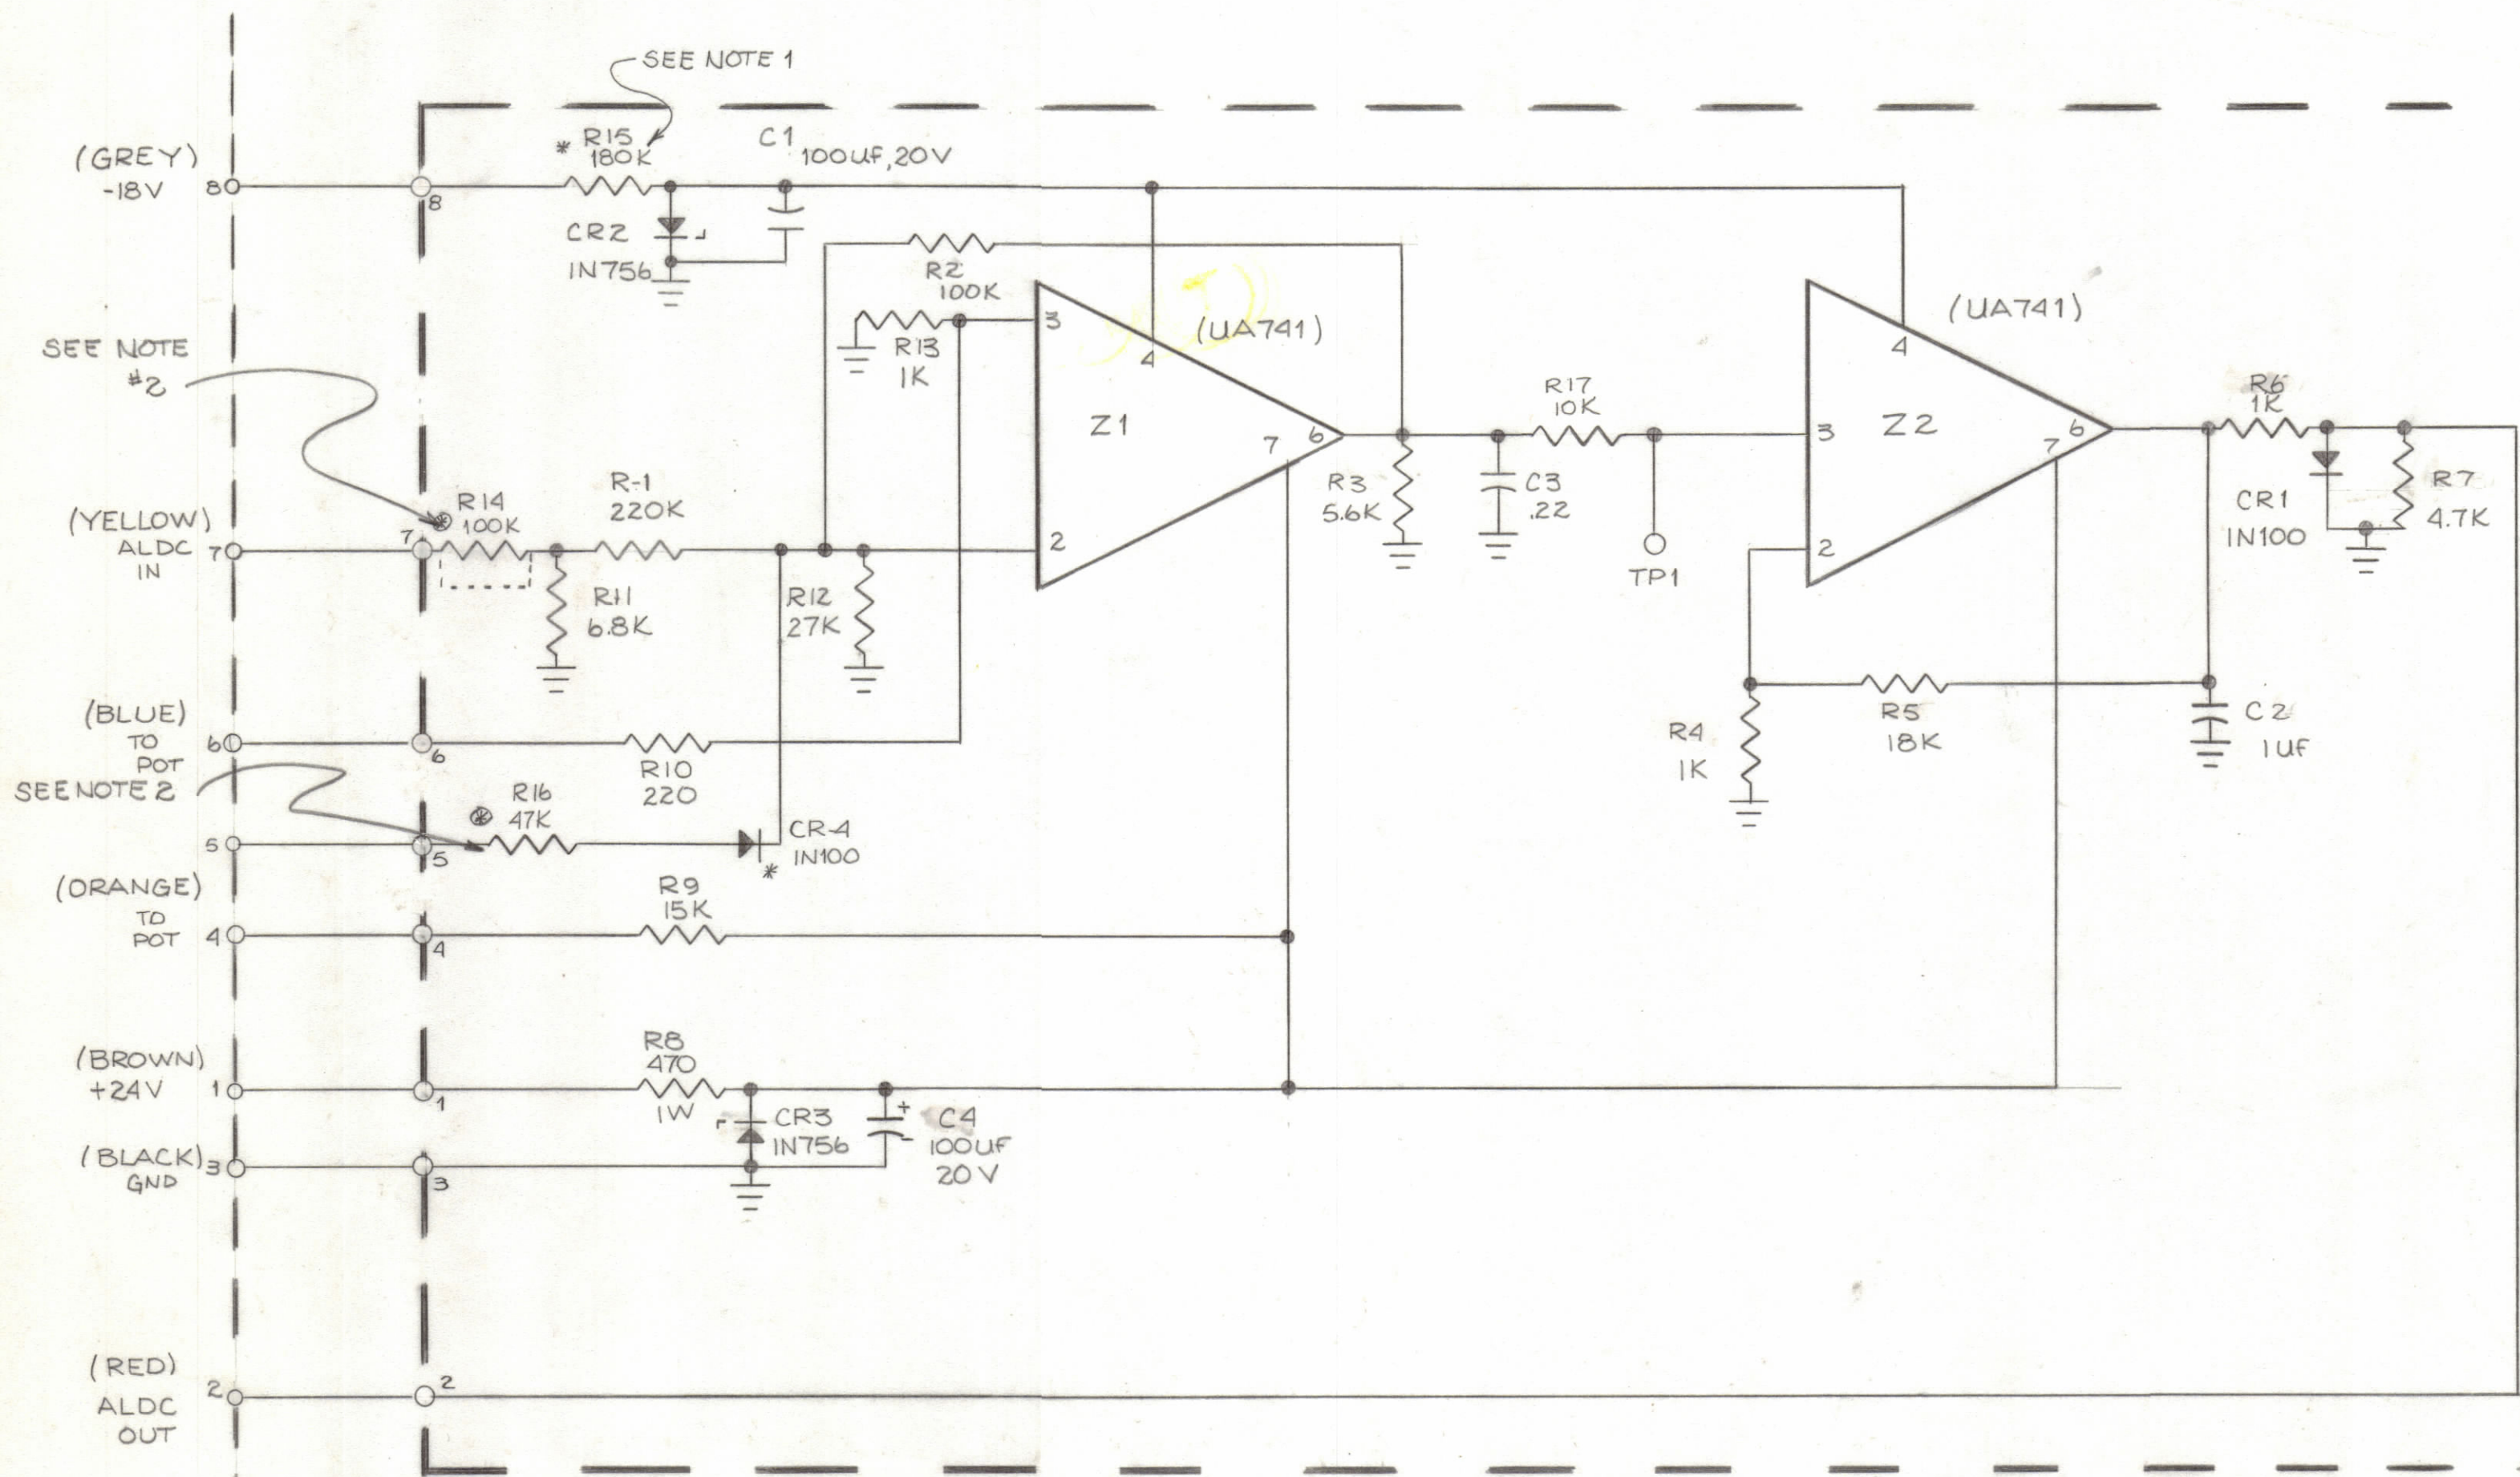 SEE NOTE 1
* R15
180K
C1
100uf, 20V
(GREY)
-18V
8
8
CR2
IN756
R2
100K
R13
1K
3
4
(UA741)
Z1
7
6
2
(UA741)
4
Z2
3
7
6
2
SEE NOTE
#2
R17
10K
R6
1K
R3
5.6K
C3
.22
TP1
CR1
IN100
R7
4.7K
(YELLOW)
ALDC
IN
7
7
R14
100K
R-1
220K
R11
6.8K
R12
27K
(BLUE)
TO
POT
6
6
R10
220
R4
1K
R5
18K
C2
1uf
SEE NOTE 2
R16
47K
5
5
CR-4
IN100
*
(ORANGE)
TO
POT
4
4
R9
15K
(BROWN)
+24V
1
1
R8
470
1W
CR3
IN756
+
-
C4
100uf
20V
(BLACK)
GND
3
3
(RED)
ALDC
OUT
2
2